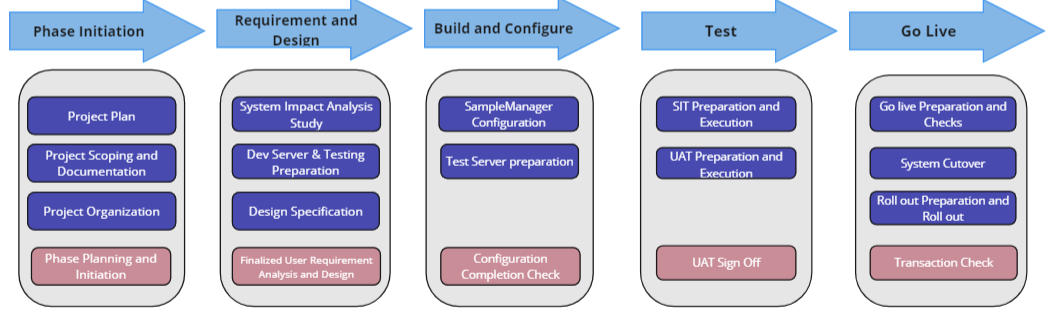 Phase Initiation
Requirement and
Design
Build and Configure
Test
Go Live
Project Plan
Project Scoping and
Documentation
Project Organization
Phase Planning and
Initiation
System Impact Analysis
Study
Dev Server & Testing
Preparation
Design Specification
Finalized User Requirement
Analysis and Design
SampleManager
Configuration
Test Server preparation
Configuration
Completion Check
SIT Preparation and
Execution
UAT Preparation and
Execution
UAT Sign Off
Go live Preparation and
Checks
System Cutover
Roll out Preparation and
Roll out
Transaction Check